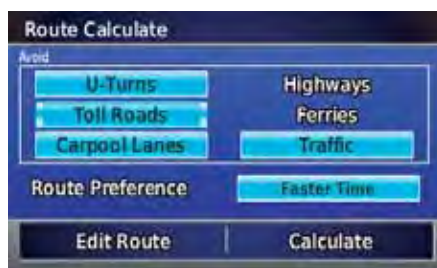 Route Calculate
Avoid
U-Turns Highways
Toll Roads Ferries
Carpool Lanes Traffic
Route Preference Faster Time
Edit Route Calculate